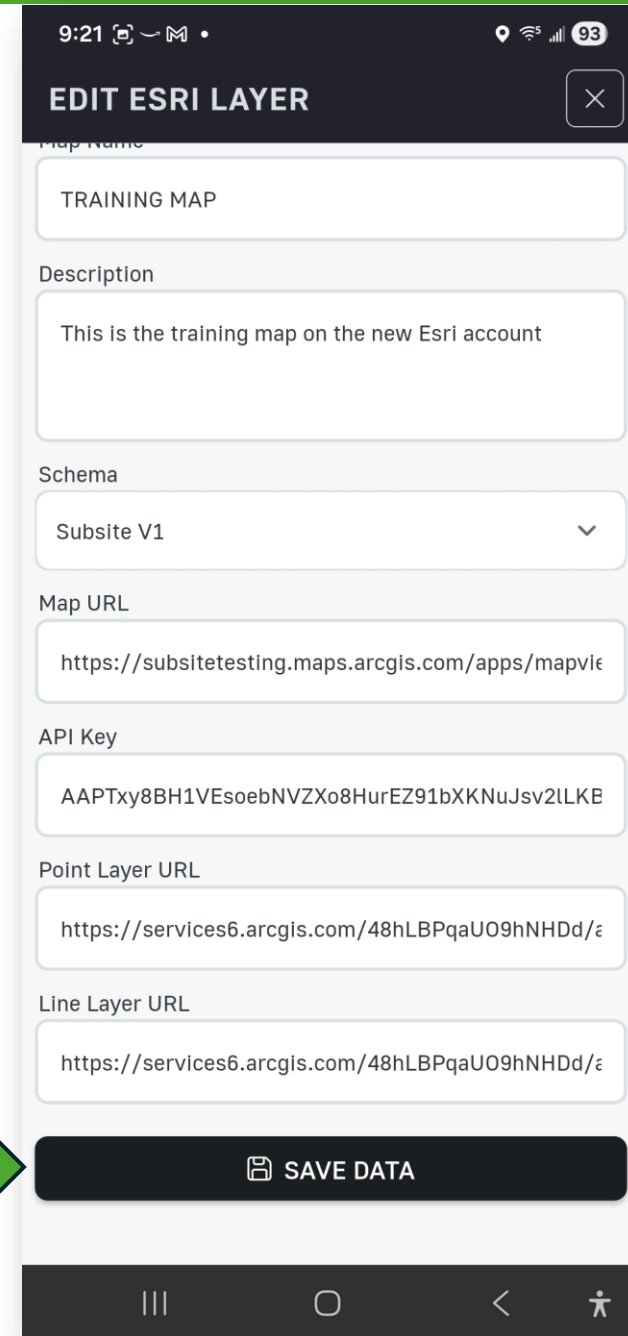 9:21
93
EDIT ESRI LAYER
Map Name
TRAINING MAP
Description
This is the training map on the new Esri account
Schema
Subsite V1
Map URL
https://subsitetesting.maps.arcgis.com/apps/mapvie
API Key
AAPTxy8BH1VEsoebNVZXo8HurEZ91bXKNuJsv2lLKB
Point Layer URL
https://services6.arcgis.com/48hLBPqaUO9hNHDd/a
Line Layer URL
https://services6.arcgis.com/48hLBPqaUO9hNHDd/a
SAVE DATA